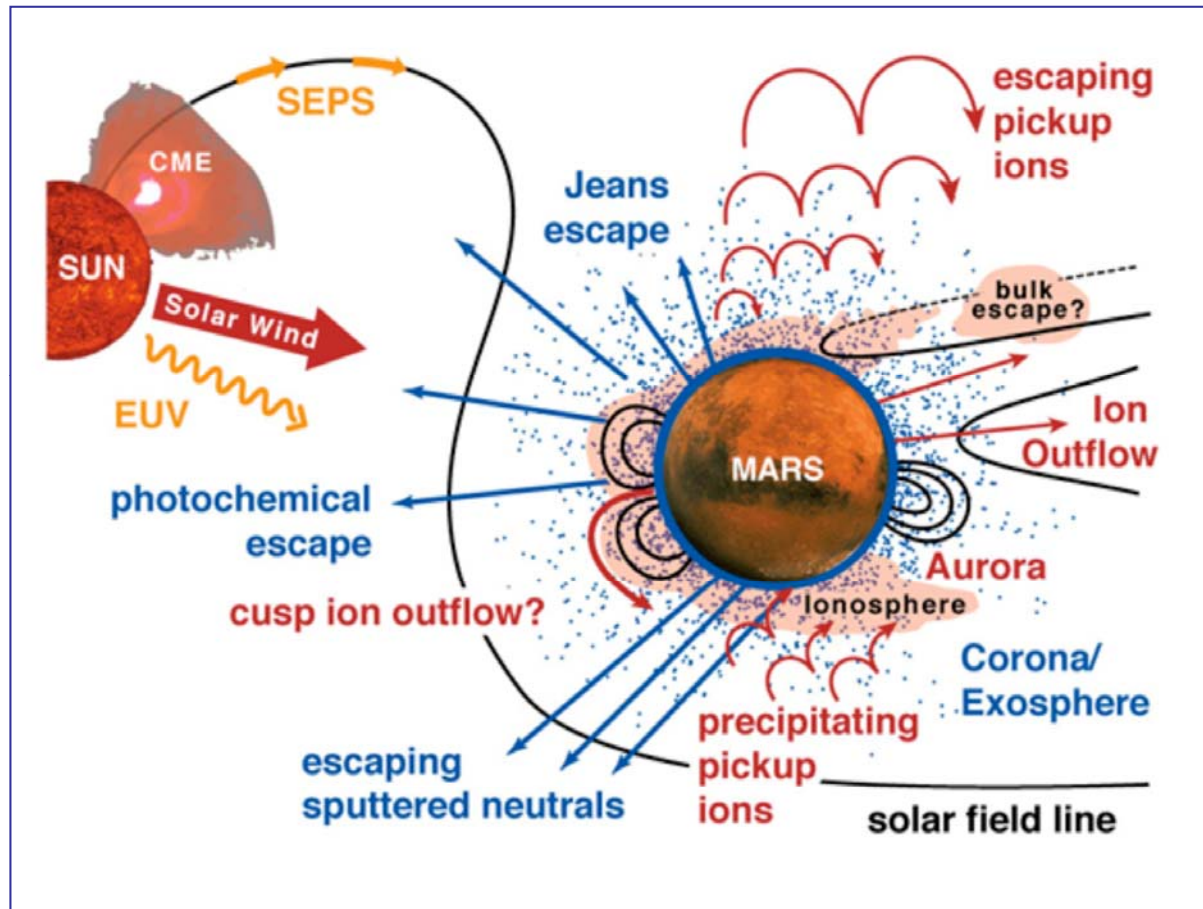 SEPS
CME
SUN
Solar Wind
EUV
Jeans
escape
escaping
pickup
ions
bulk
escape?
Ion
Outflow
MARS
photochemical
escape
cusp ion outflow?
Aurora
Ionosphere
Corona/
Exosphere
precipitating
pickup
ions
escaping
sputtered neutrals
solar field line